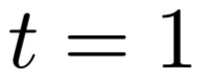 t = 1